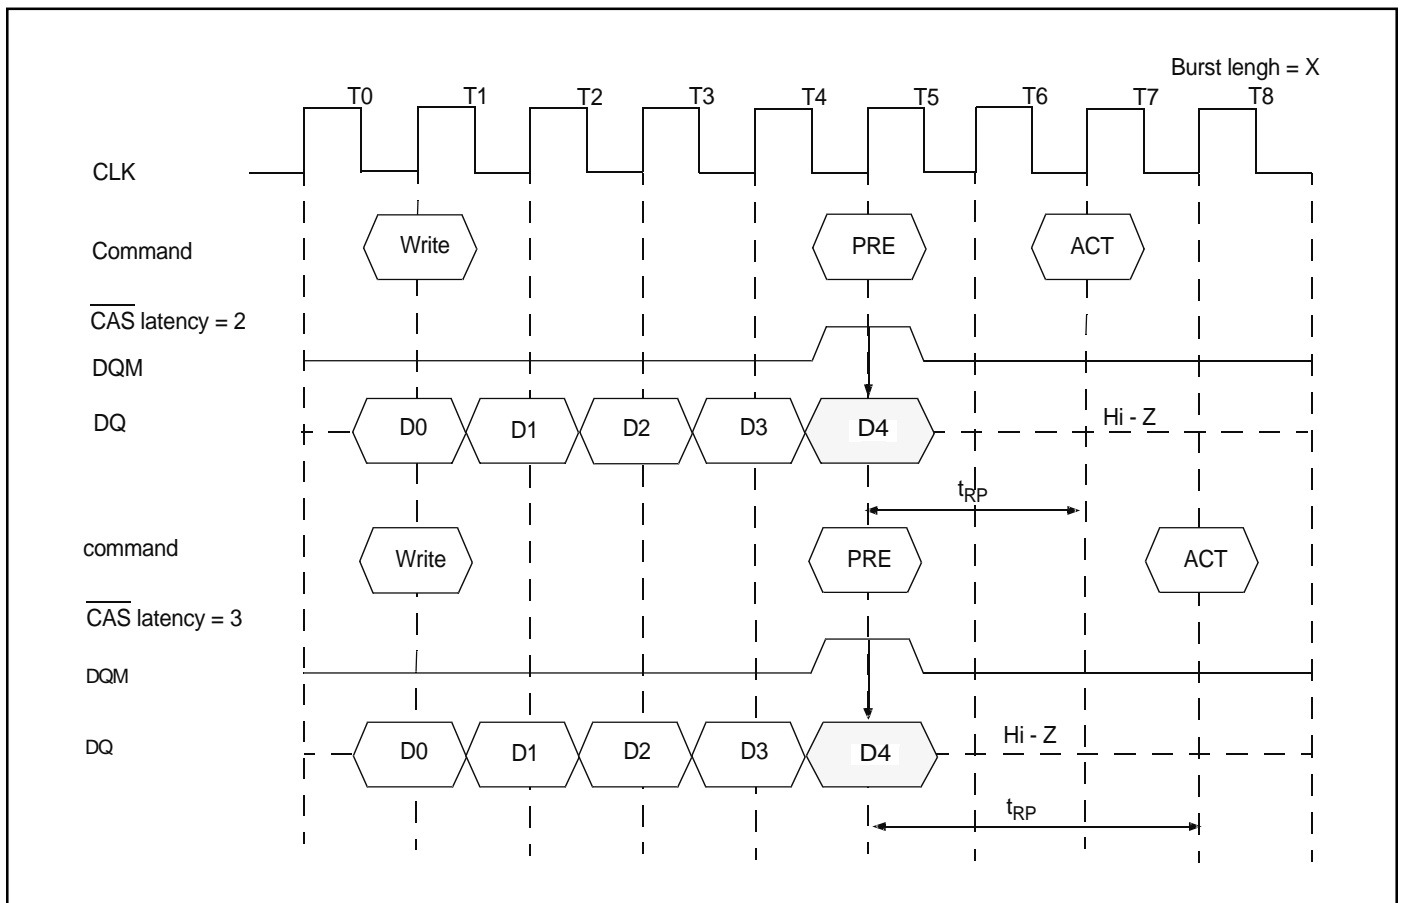 Burst lengh = X
T0 T1 T2 T3 T4 T5 T6 T7 T8
CLK
Command Write PRE ACT
CAS latency = 2
DQM
DQ D0 D1 D2 D3 D4 Hi - Z
tRP
command Write PRE ACT
CAS latency = 3
DQM
DQ D0 D1 D2 D3 D4 Hi - Z
tRP